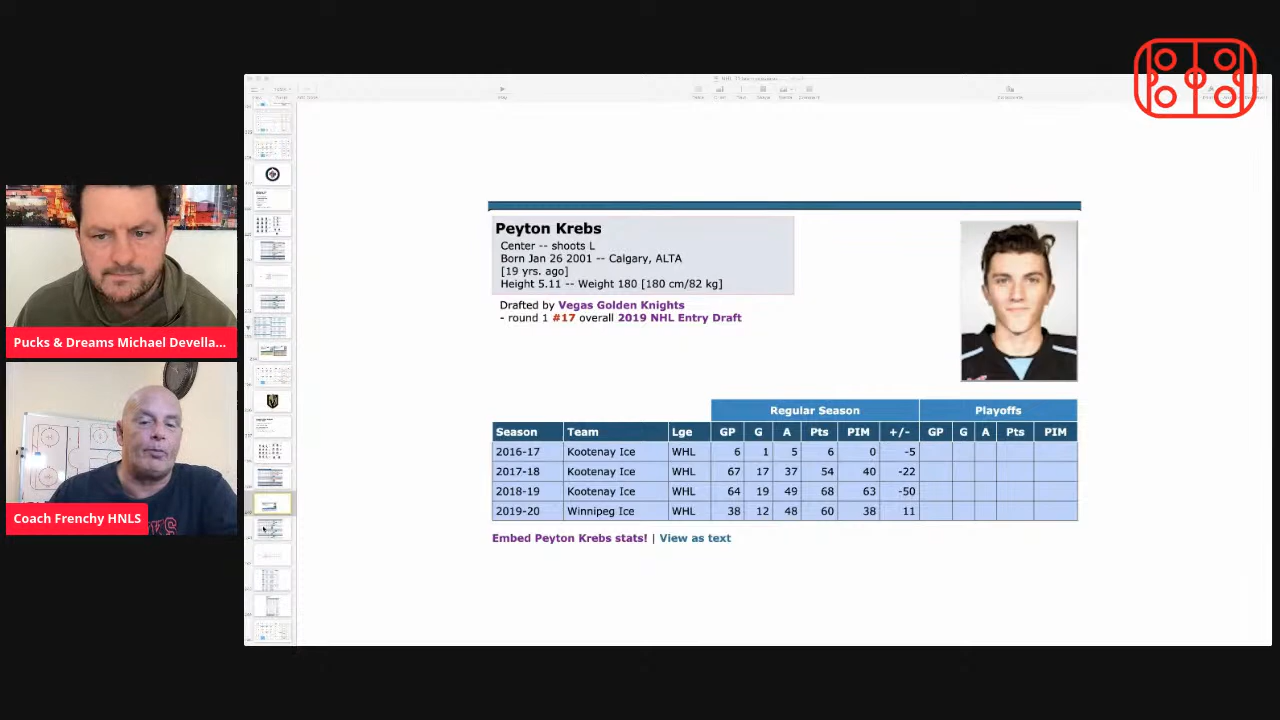 Peyton Krebs
Center -- shoots L
Born Jan 26 2001 -- Calgary, ALTA
[19 yrs. ago]
Height 5.11 -- Weight 180 [180 cm/82 kg]
Drafted Vegas Golden Knights
- round 1 #17 overall 2019 NHL Entry Draft
Regular Season Playoffs
Season Team Lge GP G A Pts PIM +/- GP G A Pts PIM
2016-17 Kootenay Ice WHL 6 1 5 6 0 -5
2017-18 Kootenay Ice WHL 67 17 37 54 40 -22
2018-19 Kootenay Ice WHL 64 19 49 68 63 -50
2019-20 Winnipeg Ice WHL 38 12 48 60 38 11
Embed Peyton Krebs stats! | View as text
Pucks & Dreams Michael Devella...
Coach Frenchy HNLS